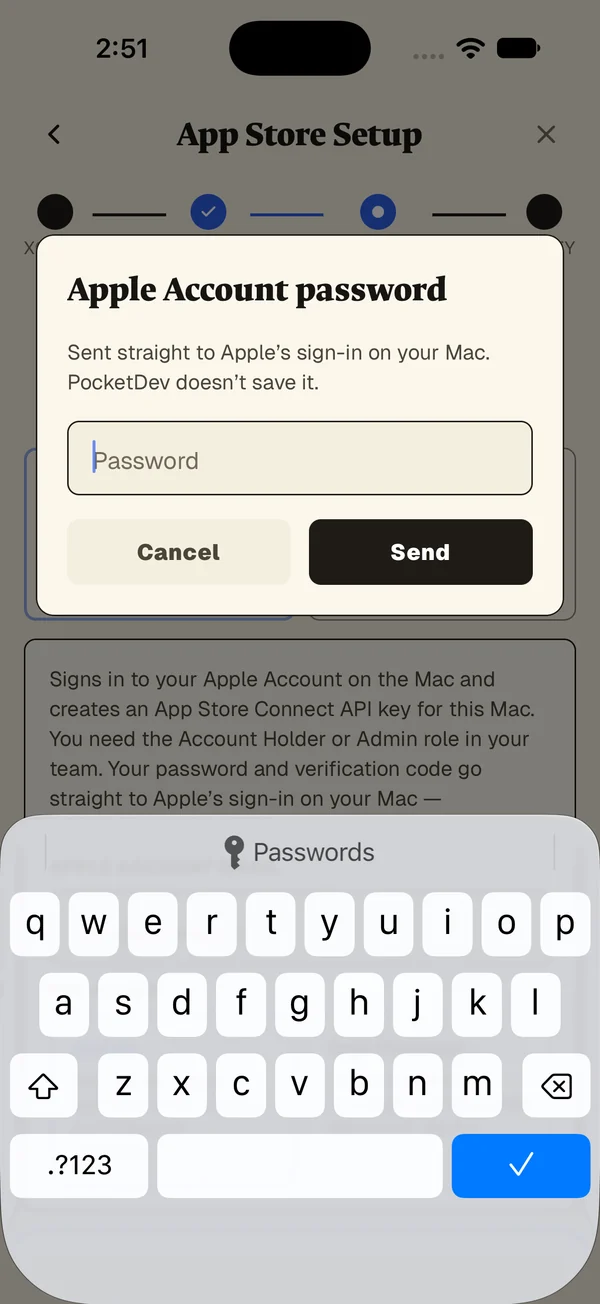 2:51
App Store Setup
Apple Account password
Sent straight to Apple’s sign-in on your Mac.
PocketDev doesn’t save it.
Password
Cancel
Send
Signs in to your Apple Account on the Mac and
creates an App Store Connect API key for this Mac.
You need the Account Holder or Admin role in your
team. Your password and verification code go
straight to Apple’s sign-in on your Mac —
Passwords
q w e r t y u i o p
a s d f g h j k l
z x c v b n m
.?123